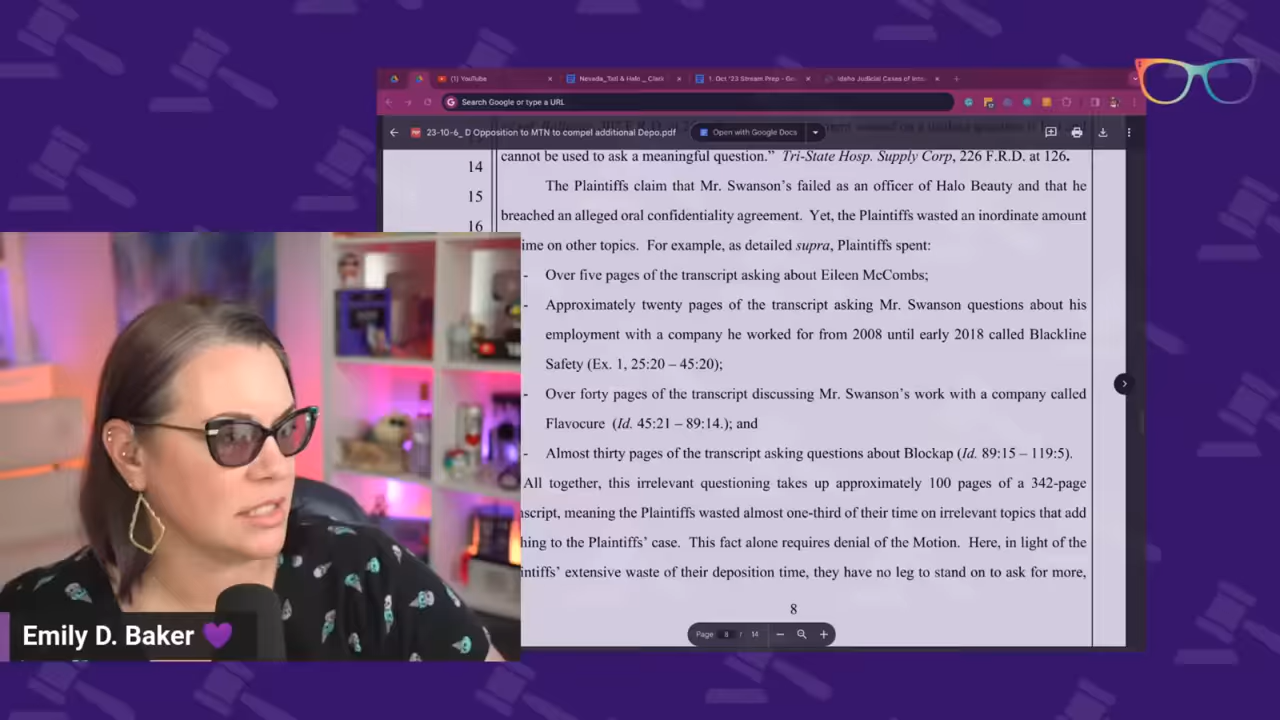 (1) YouTube
Nevada_Tati & Halo _ Clark
1. Oct '23 Stream Prep - Go
Idaho Judicial Cases of Inte
Search Google or type a URL
23-10-6_ D Opposition to MTN to compel additional Depo.pdf
Open with Google Docs
14 cannot be used to ask a meaningful question.” Tri-State Hosp. Supply Corp, 226 F.R.D. at 126.
15 The Plaintiffs claim that Mr. Swanson’s failed as an officer of Halo Beauty and that he
16 breached an alleged oral confidentiality agreement. Yet, the Plaintiffs wasted an inordinate amount
ime on other topics. For example, as detailed supra, Plaintiffs spent:
- Over five pages of the transcript asking about Eileen McCombs;
- Approximately twenty pages of the transcript asking Mr. Swanson questions about his
employment with a company he worked for from 2008 until early 2018 called Blackline
Safety (Ex. 1, 25:20 – 45:20);
- Over forty pages of the transcript discussing Mr. Swanson’s work with a company called
Flavocure (Id. 45:21 – 89:14.); and
- Almost thirty pages of the transcript asking questions about Blockap (Id. 89:15 – 119:5).
All together, this irrelevant questioning takes up approximately 100 pages of a 342-page
nscript, meaning the Plaintiffs wasted almost one-third of their time on irrelevant topics that add
hing to the Plaintiffs’ case. This fact alone requires denial of the Motion. Here, in light of the
intiffs’ extensive waste of their deposition time, they have no leg to stand on to ask for more,
8
Page 8 / 14
Emily D. Baker 💜